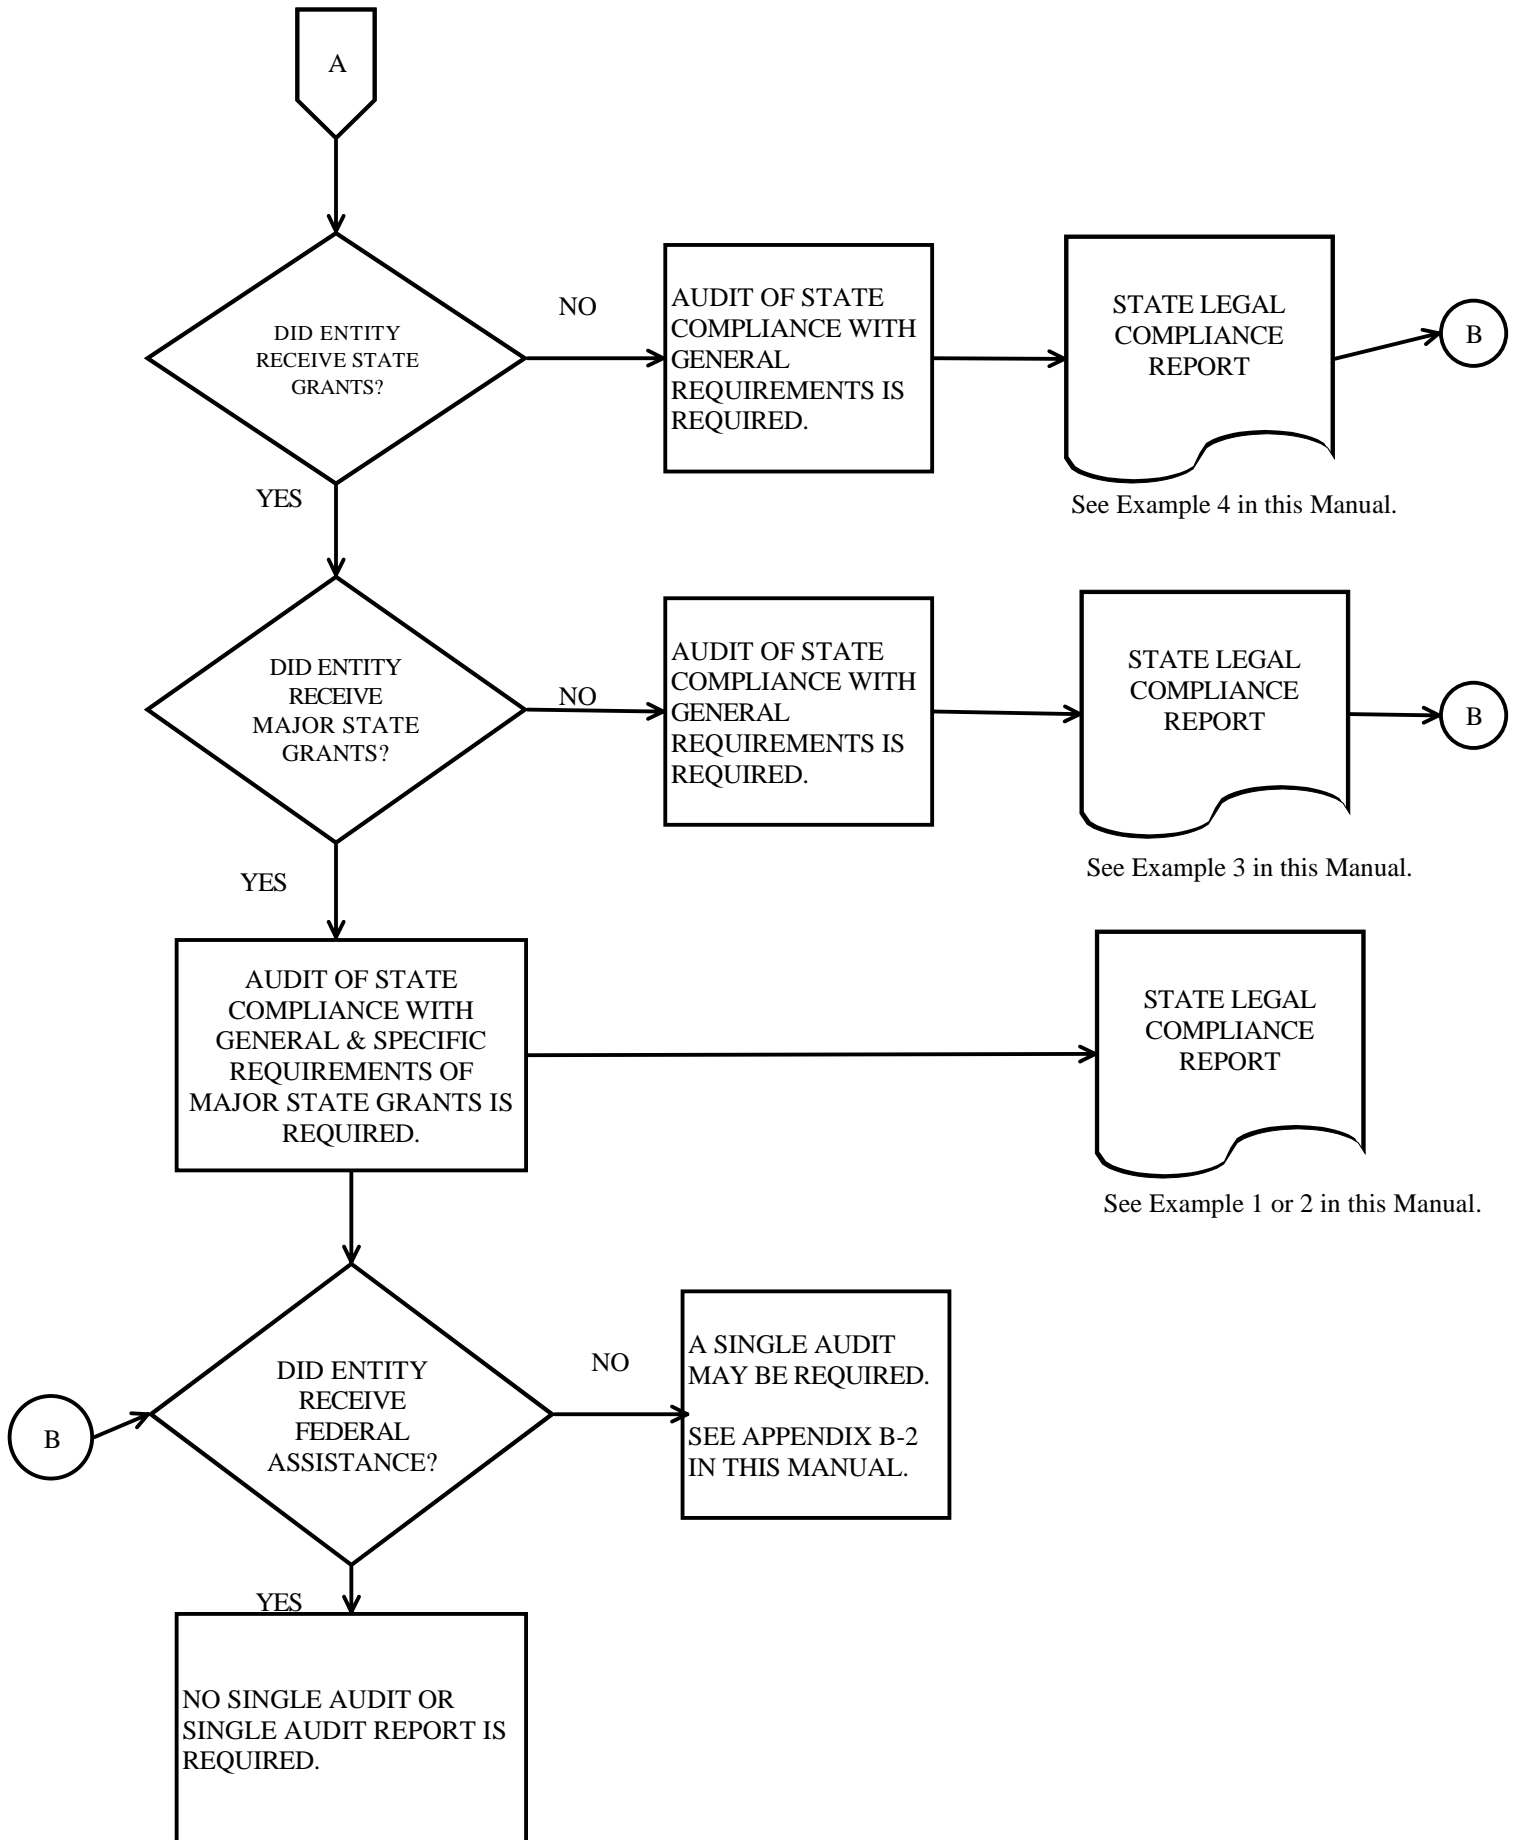 A
DID ENTITY
RECEIVE STATE
GRANTS?
NO
AUDIT OF STATE
COMPLIANCE WITH
GENERAL
REQUIREMENTS IS
REQUIRED.
STATE LEGAL
COMPLIANCE
REPORT
B
See Example 4 in this Manual.
YES
DID ENTITY
RECEIVE
MAJOR STATE
GRANTS?
NO
AUDIT OF STATE
COMPLIANCE WITH
GENERAL
REQUIREMENTS IS
REQUIRED.
STATE LEGAL
COMPLIANCE
REPORT
B
See Example 3 in this Manual.
YES
AUDIT OF STATE
COMPLIANCE WITH
GENERAL & SPECIFIC
REQUIREMENTS OF
MAJOR STATE GRANTS IS
REQUIRED.
STATE LEGAL
COMPLIANCE
REPORT
See Example 1 or 2 in this Manual.
B
DID ENTITY
RECEIVE
FEDERAL
ASSISTANCE?
NO
A SINGLE AUDIT
MAY BE REQUIRED.
SEE APPENDIX B-2
IN THIS MANUAL.
YES
NO SINGLE AUDIT OR
SINGLE AUDIT REPORT IS
REQUIRED.